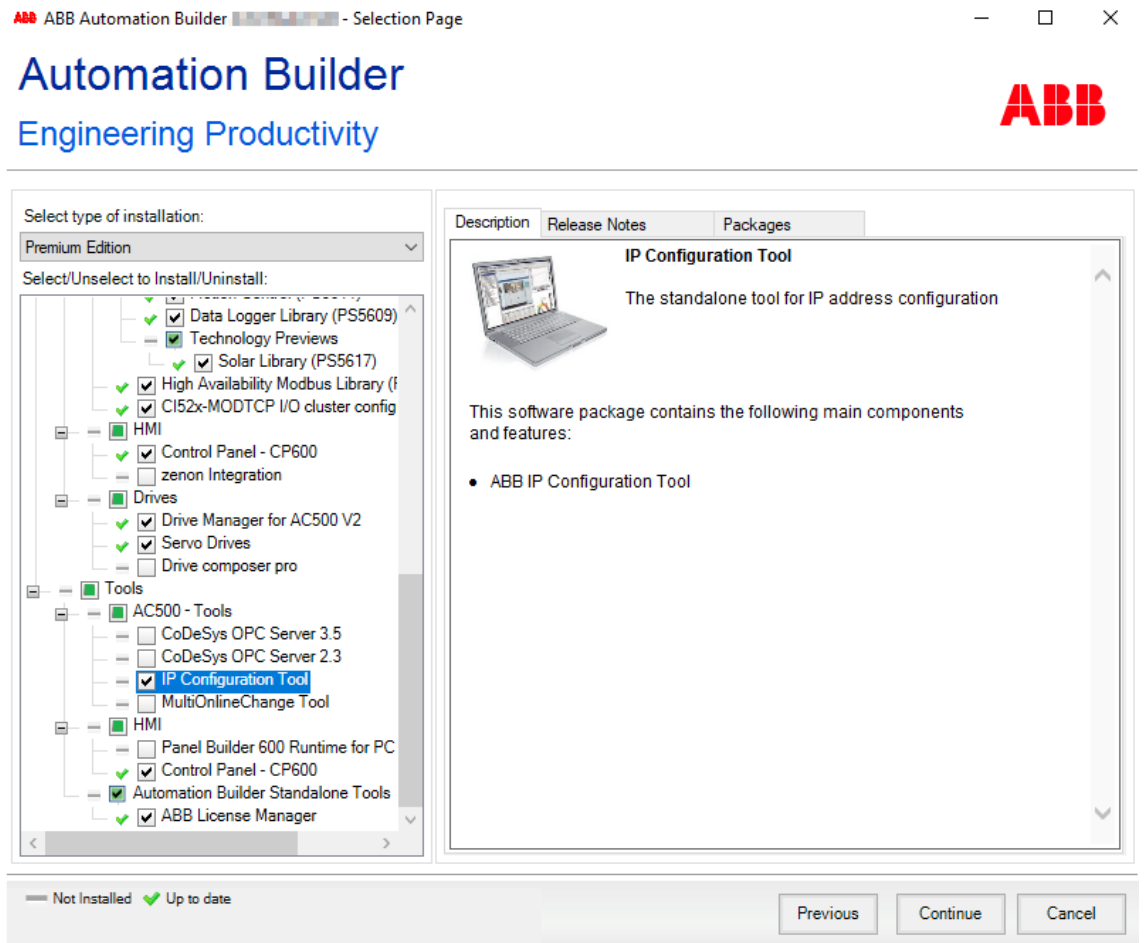 ABB ABB Automation Builder - Selection Page
Automation Builder
Engineering Productivity
ABB
Select type of installation:
Premium Edition
Select/Unselect to Install/Uninstall:
Data Logger Library (PS5609)
Technology Previews
Solar Library (PS5617)
High Availability Modbus Library (
CI52x-MODTCP I/O cluster config
HMI
Control Panel - CP600
zenon Integration
Drives
Drive Manager for AC500 V2
Servo Drives
Drive composer pro
Tools
AC500 - Tools
CoDeSys OPC Server 3.5
CoDeSys OPC Server 2.3
IP Configuration Tool
MultiOnlineChange Tool
HMI
Panel Builder 600 Runtime for PC
Control Panel - CP600
Automation Builder Standalone Tools
ABB License Manager
Description Release Notes Packages
IP Configuration Tool
The standalone tool for IP address configuration
This software package contains the following main components
and features:
• ABB IP Configuration Tool
Not Installed Up to date
Previous Continue Cancel